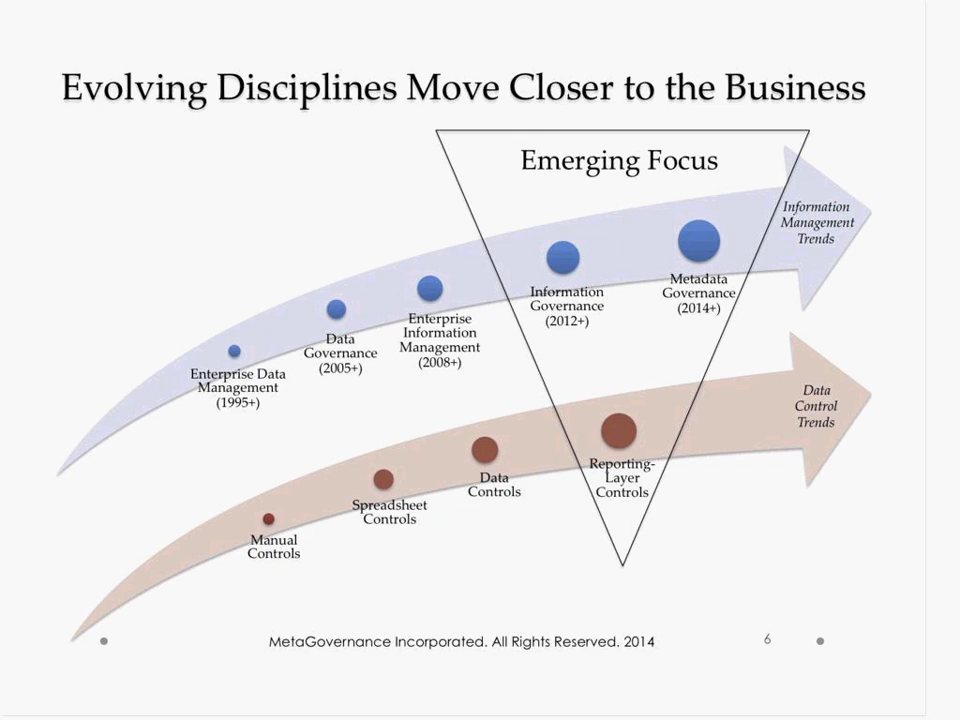 Evolving Disciplines Move Closer to the Business
Emerging Focus
Information
Management
Trends
Metadata
Governance
(2014+)
Information
Governance
(2012+)
Enterprise
Information
Management
(2008+)
Data
Governance
(2005+)
Enterprise Data
Management
(1995+)
Data
Control
Trends
Reporting-
Layer
Controls
Data
Controls
Spreadsheet
Controls
Manual
Controls
MetaGovernance Incorporated. All Rights Reserved. 2014
6